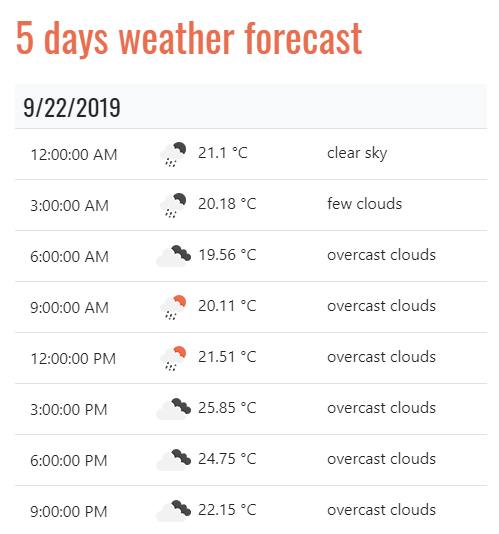 5 days weather forecast
9/22/2019
12:00:00 AM 21.1 °C clear sky
3:00:00 AM 20.18 °C few clouds
6:00:00 AM 19.56 °C overcast clouds
9:00:00 AM 20.11 °C overcast clouds
12:00:00 PM 21.51 °C overcast clouds
3:00:00 PM 25.85 °C overcast clouds
6:00:00 PM 24.75 °C overcast clouds
9:00:00 PM 22.15 °C overcast clouds